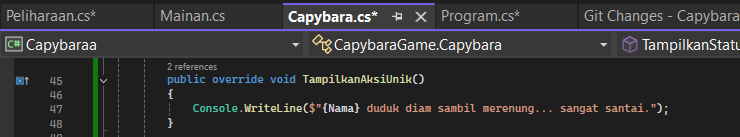 Peliharaan.cs* Mainan.cs Capybara.cs* Program.cs* Git Changes - Capybara
C# Capybaraa CapybaraGame.Capybara TampilkanStatu
2 references
45 public override void TampilkanAksiUnik()
46 {
47 Console.WriteLine($"{Nama} duduk diam sambil merenung... sangat santai.");
48 }